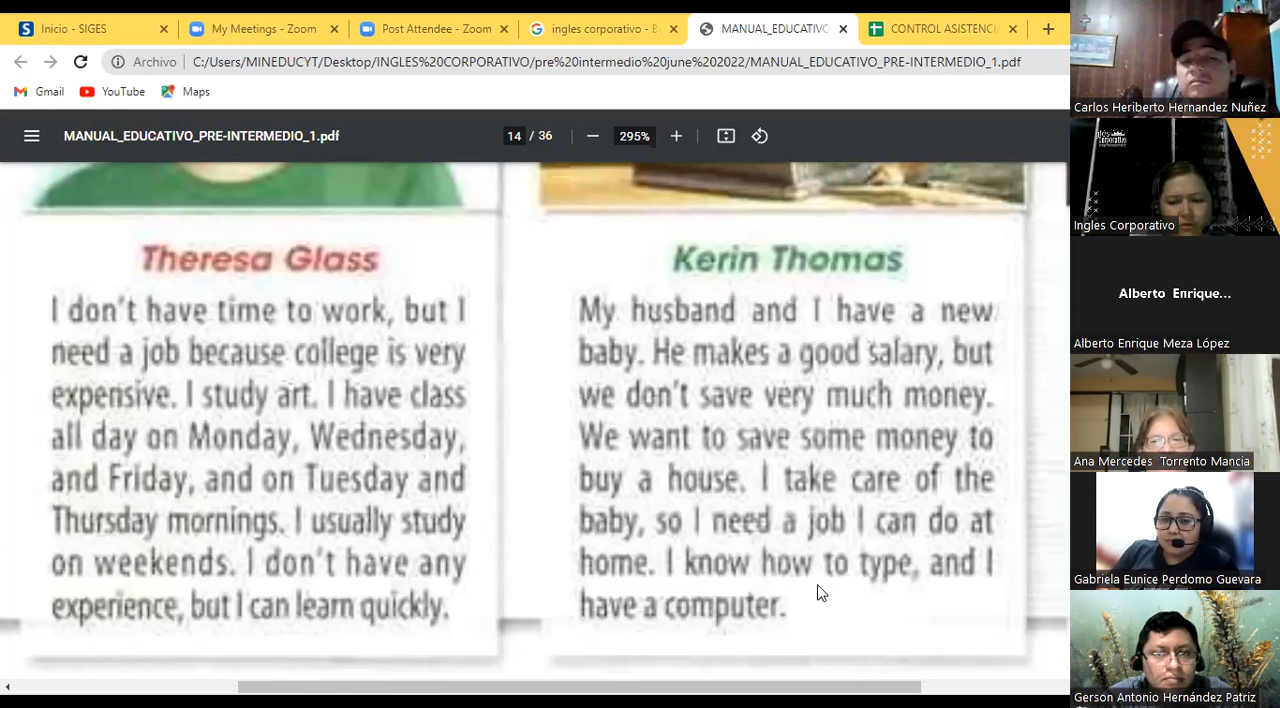 Inicio - SIGES
My Meetings - Zoom
Post Attendee - Zoom
ingles corporativo - B
MANUAL_EDUCATIVO
CONTROL ASISTENCI
Archivo
C:/Users/MINEDUCYT/Desktop/INGLES%20CORPORATIVO/pre%20intermedio%20june%202022/MANUAL_EDUCATIVO_PRE-INTERMEDIO_1.pdf
Gmail
YouTube
Maps
MANUAL_EDUCATIVO_PRE-INTERMEDIO_1.pdf
14 / 36
295%
Theresa Glass
I don't have time to work, but I
need a job because college is very
expensive. I study art. I have class
all day on Monday, Wednesday,
and Friday, and on Tuesday and
Thursday mornings. I usually study
on weekends. I don't have any
experience, but I can learn quickly.
Kerin Thomas
My husband and I have a new
baby. He makes a good salary, but
we don't save very much money.
We want to save some money to
buy a house. I take care of the
baby, so I need a job I can do at
home. I know how to type, and I
have a computer.
Carlos Heriberto Hernandez Nuñez
Ingles Corporativo
Alberto Enrique...
Alberto Enrique Meza López
Ana Mercedes Torrento Mancia
Gabriela Eunice Perdomo Guevara
Gerson Antonio Hernández Patriz